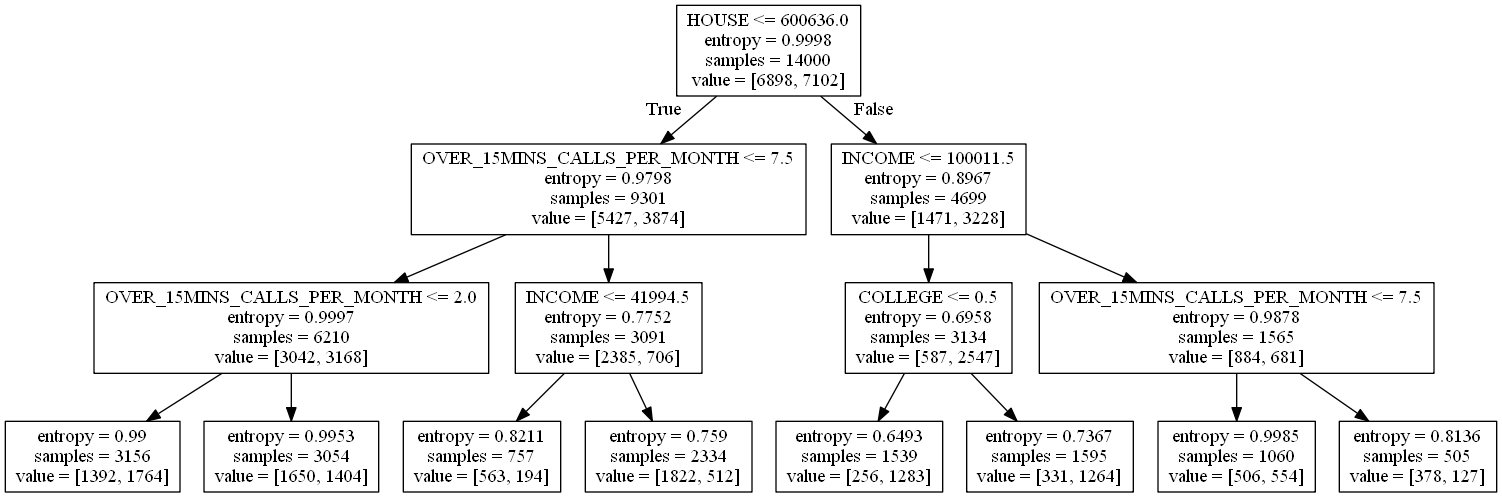 HOUSE <= 600636.0
entropy = 0.9998
samples = 14000
value = [6898, 7102]
True
False
OVER_15MINS_CALLS_PER_MONTH <= 7.5
entropy = 0.9798
samples = 9301
value = [5427, 3874]
INCOME <= 100011.5
entropy = 0.8967
samples = 4699
value = [1471, 3228]
OVER_15MINS_CALLS_PER_MONTH <= 2.0
entropy = 0.9997
samples = 6210
value = [3042, 3168]
INCOME <= 41994.5
entropy = 0.7752
samples = 3091
value = [2385, 706]
COLLEGE <= 0.5
entropy = 0.6958
samples = 3134
value = [587, 2547]
OVER_15MINS_CALLS_PER_MONTH <= 7.5
entropy = 0.9878
samples = 1565
value = [884, 681]
entropy = 0.99
samples = 3156
value = [1392, 1764]
entropy = 0.9953
samples = 3054
value = [1650, 1404]
entropy = 0.8211
samples = 757
value = [563, 194]
entropy = 0.759
samples = 2334
value = [1822, 512]
entropy = 0.6493
samples = 1539
value = [256, 1283]
entropy = 0.7367
samples = 1595
value = [331, 1264]
entropy = 0.9985
samples = 1060
value = [506, 554]
entropy = 0.8136
samples = 505
value = [378, 127]